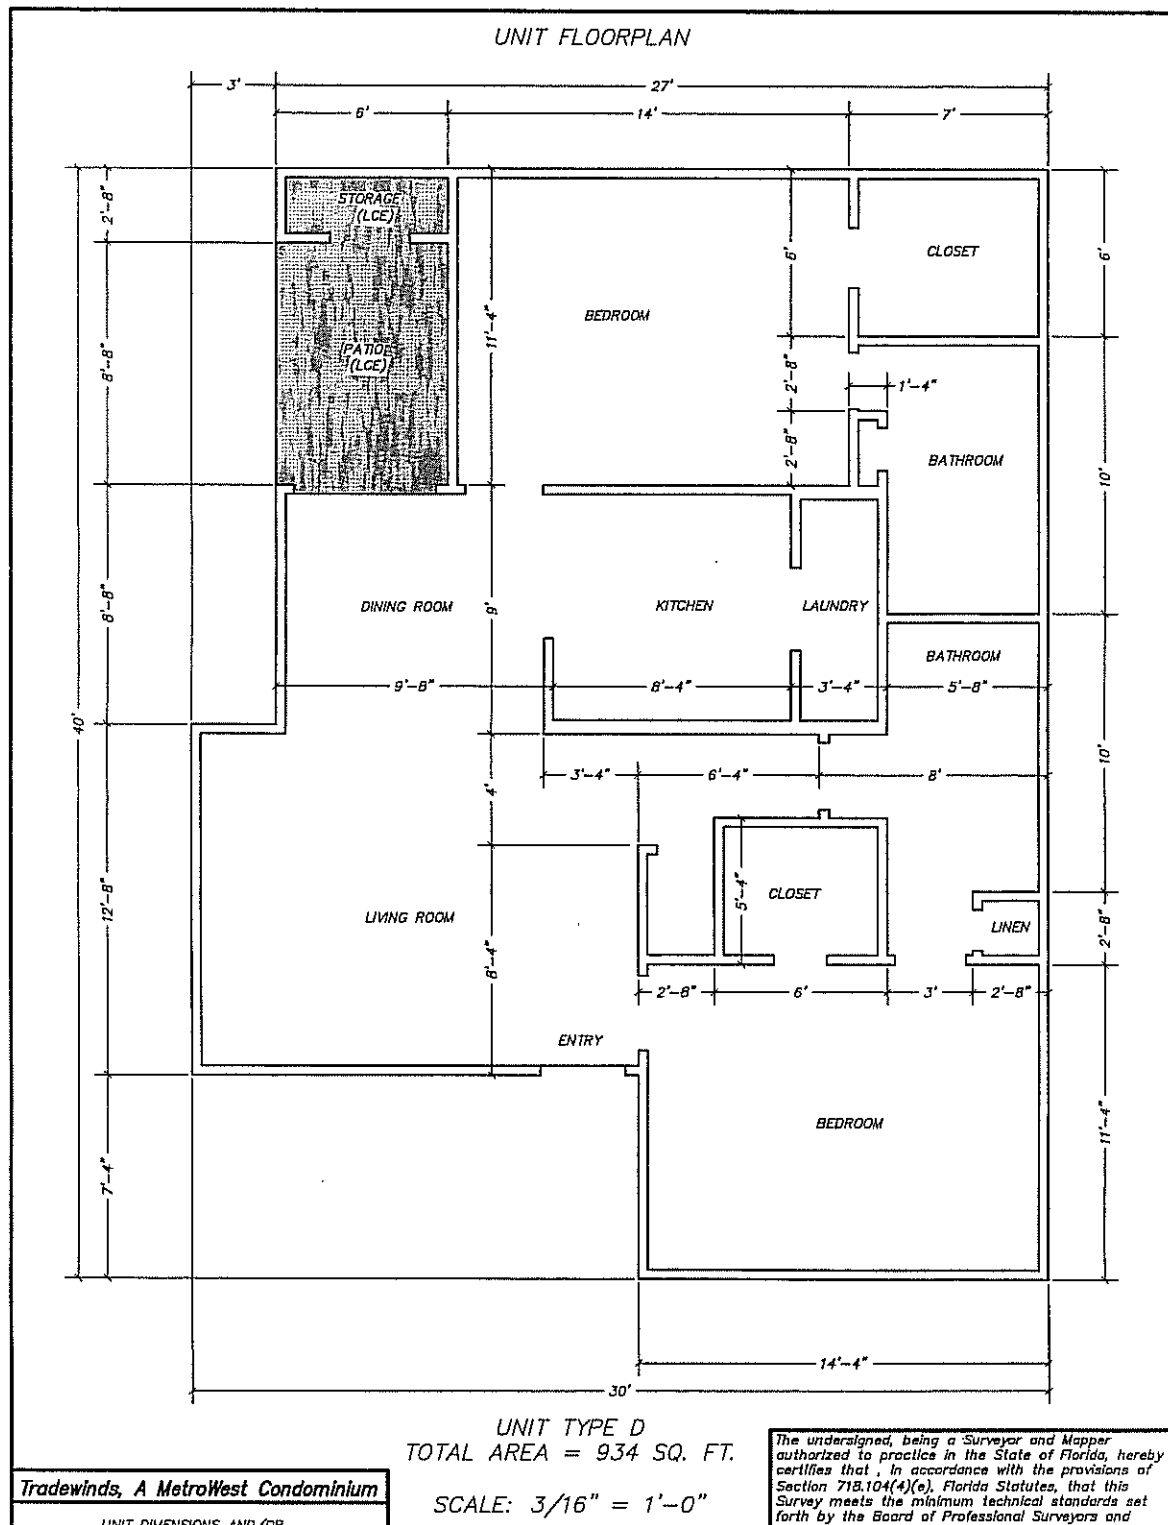 UNIT FLOORPLAN
3'
27'
6'
14'
7'
2'-8"
8'-8"
8'-8"
12'-8"
7'-4"
40'
STORAGE
(LCE)
PATIO
(LCE)
11'-4"
BEDROOM
6'
2'-8"
2'-8"
1'-4"
CLOSET
BATHROOM
6'
10'
DINING ROOM
9'
KITCHEN
LAUNDRY
BATHROOM
9'-8"
8'-4"
3'-4"
5'-8"
3'-4"
6'-4"
8'
10'
4'
LIVING ROOM
5'-4"
CLOSET
LINEN
2'-8"
8'-4"
2'-8"
6'
3'
2'-8"
ENTRY
BEDROOM
11'-4"
14'-4"
30'
UNIT TYPE D
TOTAL AREA = 934 SQ. FT.
SCALE: 3/16" = 1'-0"
Tradewinds, A MetroWest Condominium
UNIT DIMENSIONS AND/OR
The undersigned, being a Surveyor and Mapper
authorized to practice in the State of Florida, hereby
certifies that , in accordance with the provisions of
Section 718.104(4)(e), Florida Statutes, that this
Survey meets the minimum technical standards set
forth by the Board of Professional Surveyors and